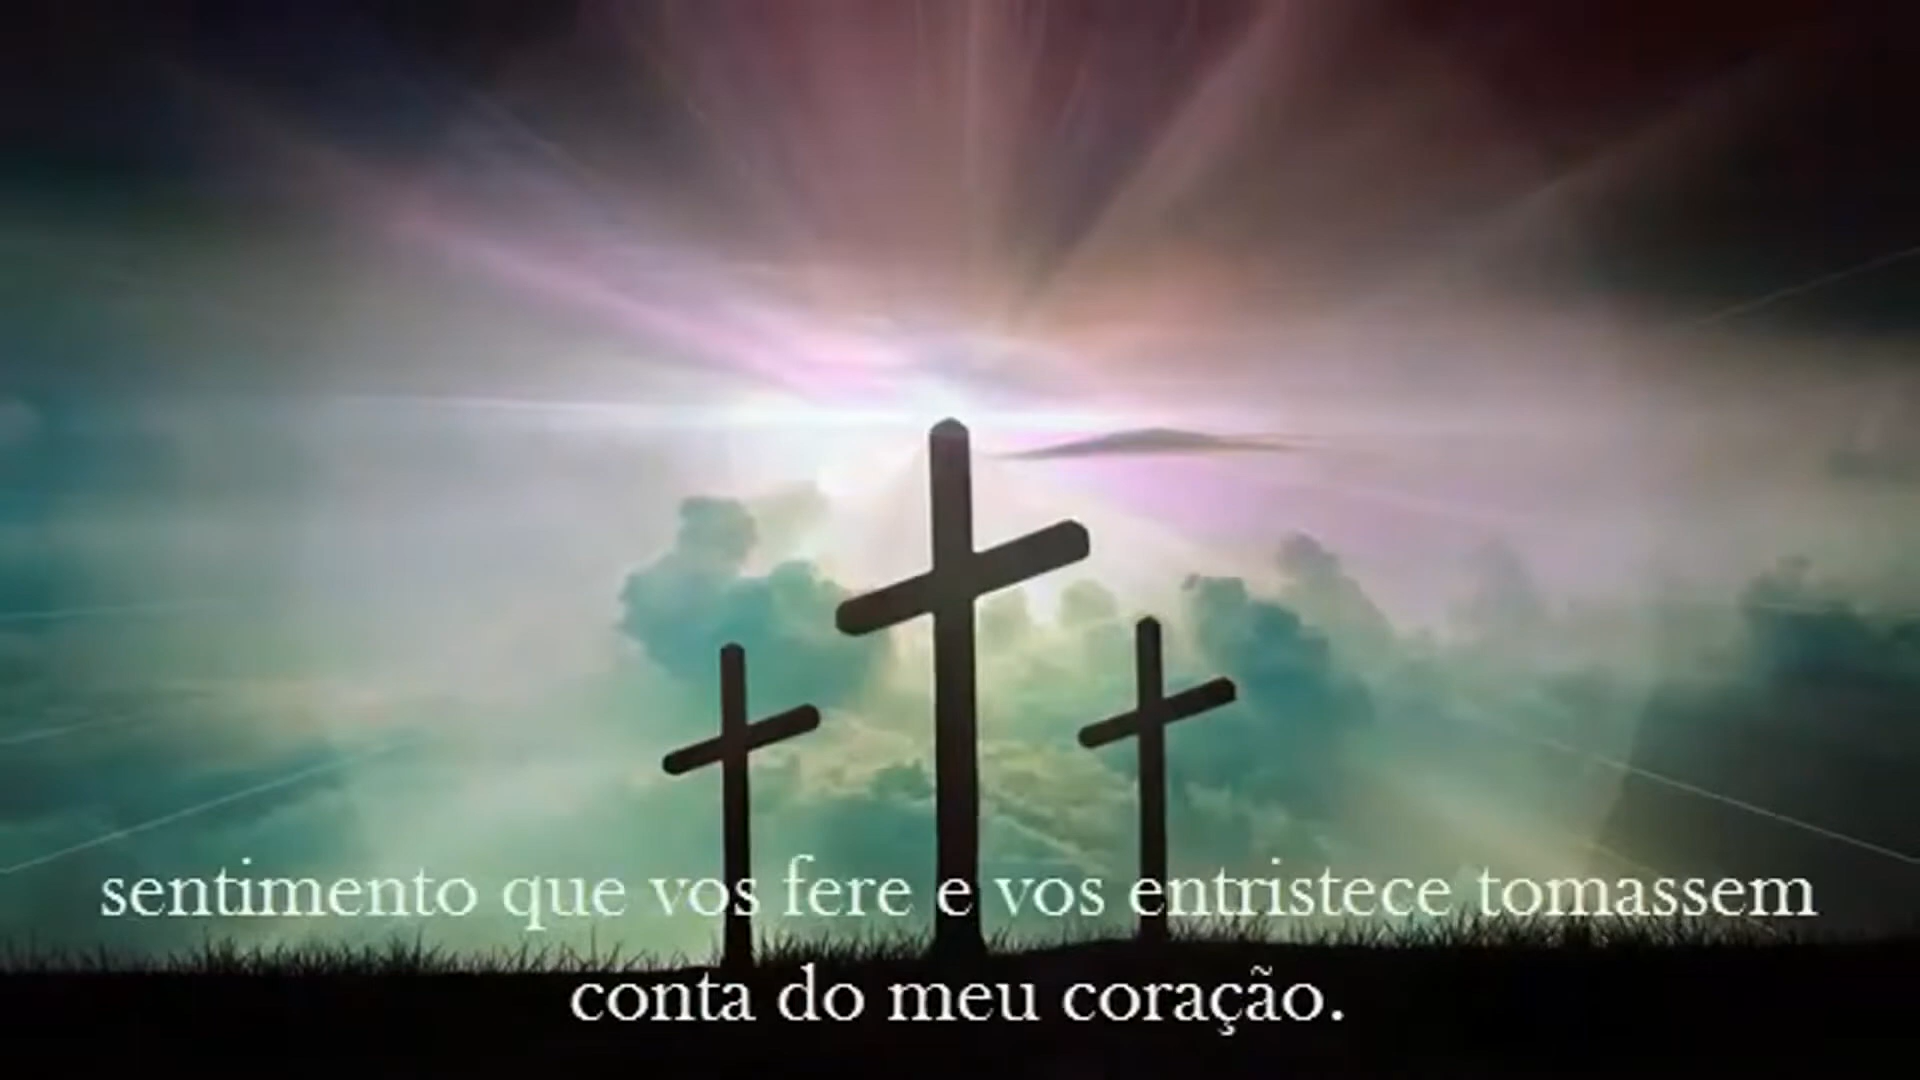 sentimento que vos fere e vos entristece tomassem
conta do meu coração.